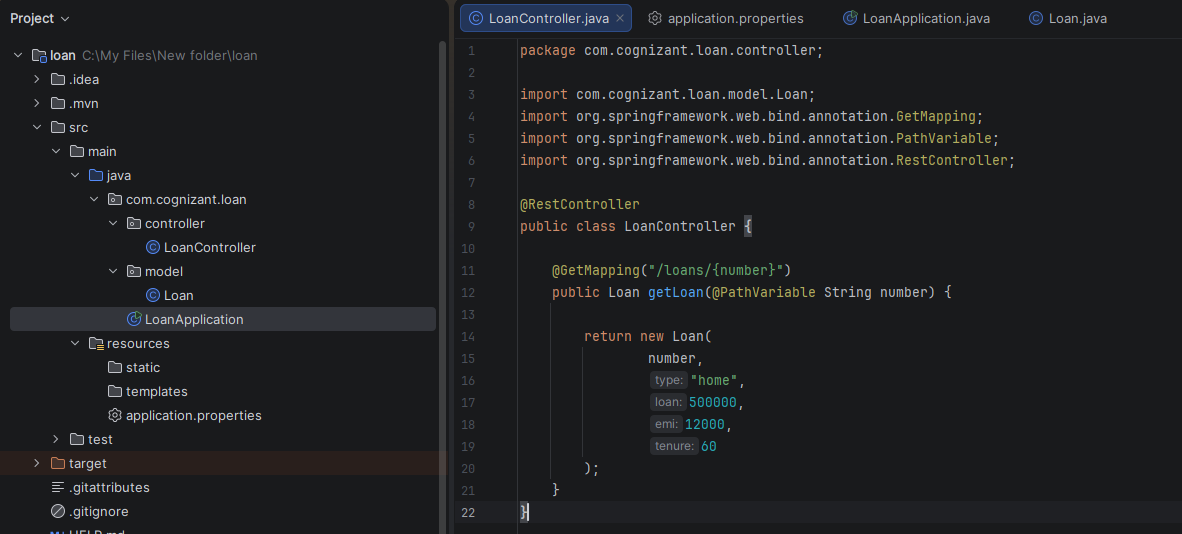 Project
loan C:\My Files\New folder\loan
.idea
.mvn
src
main
java
com.cognizant.loan
controller
LoanController
model
Loan
LoanApplication
resources
static
templates
application.properties
test
target
.gitattributes
.gitignore
HELP.md
LoanController.java × application.properties LoanApplication.java Loan.java
1 package com.cognizant.loan.controller;
2
3 import com.cognizant.loan.model.Loan;
4 import org.springframework.web.bind.annotation.GetMapping;
5 import org.springframework.web.bind.annotation.PathVariable;
6 import org.springframework.web.bind.annotation.RestController;
7
8 @RestController
9 public class LoanController {
10
11 @GetMapping("/loans/{number}")
12 public Loan getLoan(@PathVariable String number) {
13
14 return new Loan(
15 number,
16 type: "home",
17 loan: 500000,
18 emi: 12000,
19 tenure: 60
20 );
21 }
22 }